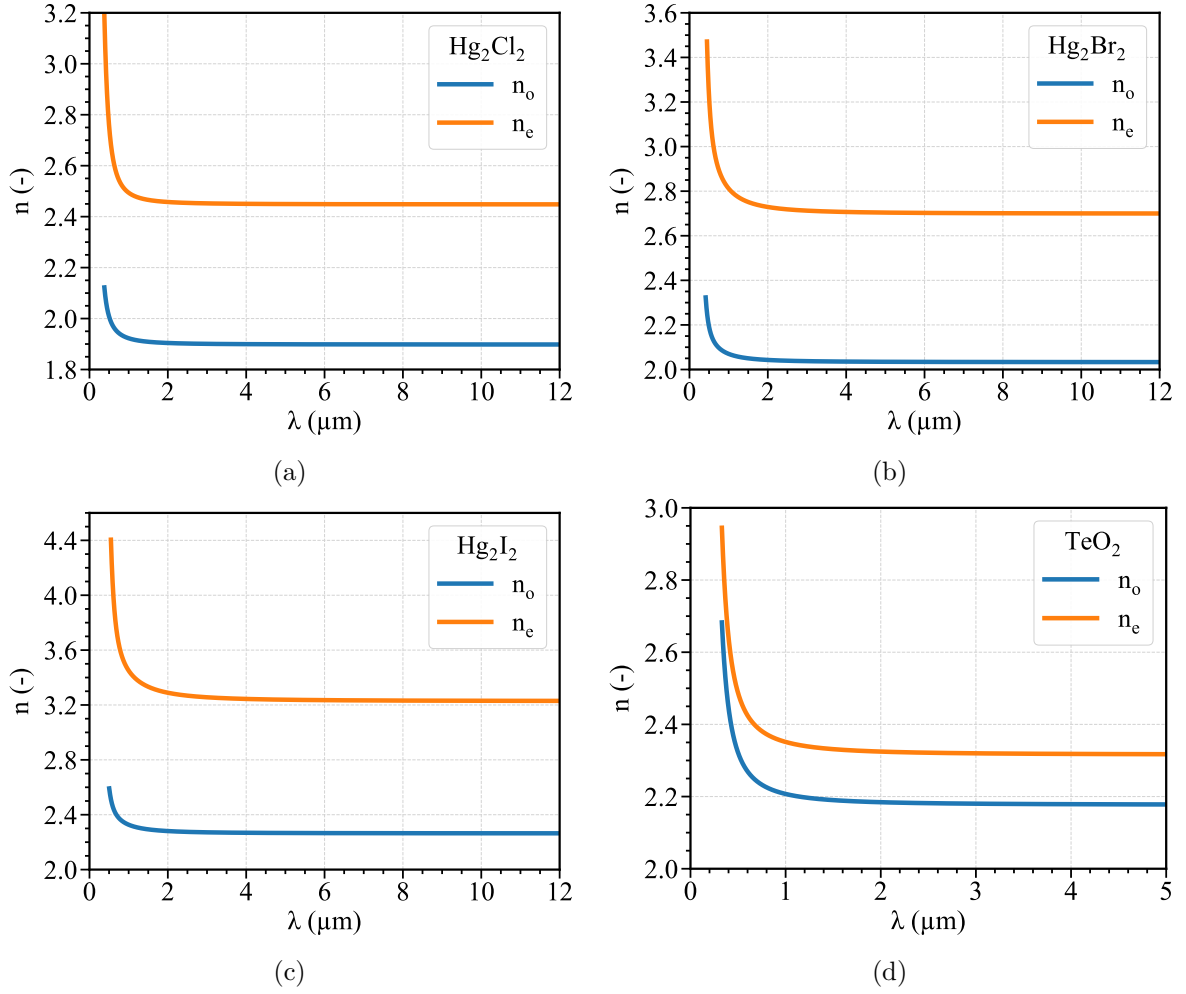 3.2
3.0
2.8
2.6
2.4
2.2
2.0
1.8
n (-)
Hg₂Cl₂
nₒ
nₑ
0 2 4 6 8 10 12
λ (µm)
(a)
3.6
3.4
3.2
3.0
2.8
2.6
2.4
2.2
2.0
n (-)
Hg₂Br₂
nₒ
nₑ
0 2 4 6 8 10 12
λ (µm)
(b)
4.4
4.0
3.6
3.2
2.8
2.4
2.0
n (-)
Hg₂I₂
nₒ
nₑ
0 2 4 6 8 10 12
λ (µm)
(c)
3.0
2.8
2.6
2.4
2.2
2.0
n (-)
TeO₂
nₒ
nₑ
0 1 2 3 4 5
λ (µm)
(d)